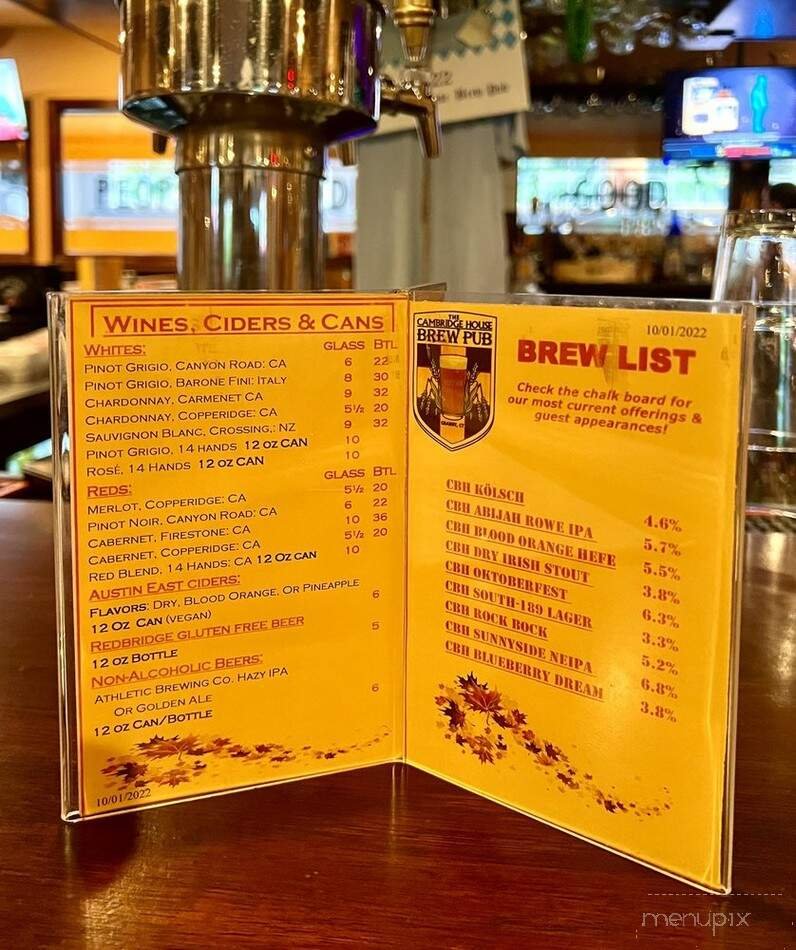 22
Brew Pub
PEOP D
GOOD
WINES, CIDERS & CANS
WHITES: GLASS BTL
PINOT GRIGIO, CANYON ROAD: CA 6 22
PINOT GRIGIO, BARONE FINI: ITALY 8 30
CHARDONNAY, CARMENET CA 9 32
CHARDONNAY, COPPERIDGE: CA 5½ 20
SAUVIGNON BLANC, CROSSING,: NZ 9 32
PINOT GRIGIO, 14 HANDS 12 OZ CAN 10
ROSÉ, 14 HANDS 12 OZ CAN 10
REDS: GLASS BTL
MERLOT, COPPERIDGE: CA 5½ 20
PINOT NOIR, CANYON ROAD: CA 6 22
CABERNET, FIRESTONE: CA 10 36
CABERNET, COPPERIDGE: CA 5½ 20
RED BLEND, 14 HANDS: CA 12 OZ CAN 10
AUSTIN EAST CIDERS:
FLAVORS: DRY, BLOOD ORANGE, OR PINEAPPLE 6
12 OZ CAN (VEGAN)
REDBRIDGE GLUTEN FREE BEER 5
12 OZ BOTTLE
NON-ALCOHOLIC BEERS:
ATHLETIC BREWING CO. HAZY IPA 6
OR GOLDEN ALE
12 OZ CAN/BOTTLE
10/01/2022
THE
CAMBRIDGE HOUSE
BREW PUB
GRANBY, CT
10/01/2022
BREW LIST
Check the chalk board for
our most current offerings &
guest appearances!
CBH KÖLSCH 4.6%
CBH ABIJAH ROWE IPA 5.7%
CBH BLOOD ORANGE HEFE 5.5%
CBH DRY IRISH STOUT 3.8%
CBH OKTOBERFEST 6.3%
CBH SOUTH-189 LAGER 3.3%
CBH ROCK BOCK 5.2%
CBH SUNNYSIDE NEIPA 6.8%
CBH BLUEBERRY DREAM 3.8%
menupix